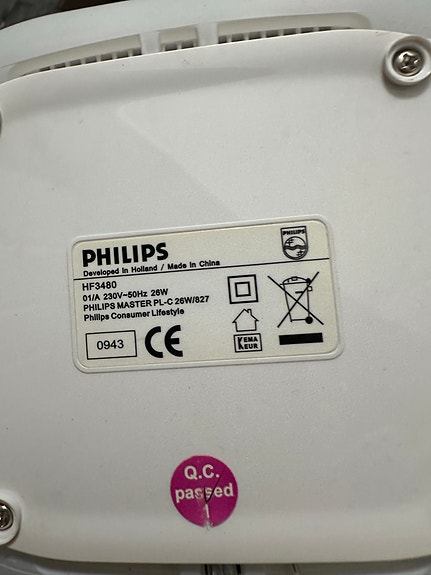 PHILIPS
PHILIPS
Developed in Holland / Made in China
HF3480
01/A 230V~50Hz 26W
PHILIPS MASTER PL-C 26W/827
Philips Consumer Lifestyle
0943
CE
KEMA
KEUR
Q.C.
passed
1